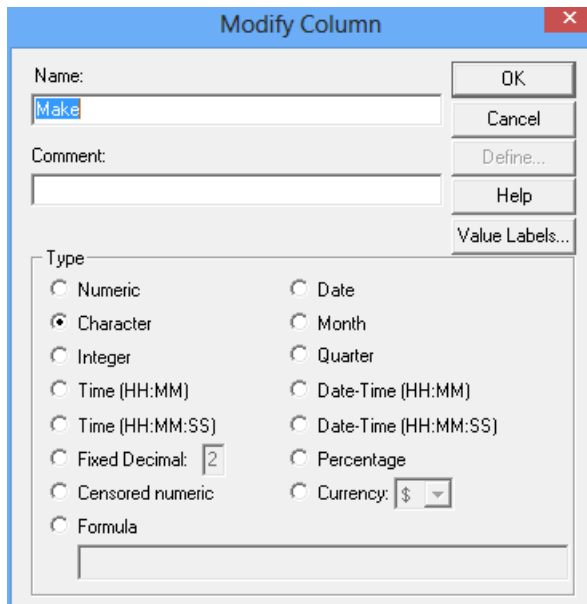 Modify Column
Name:
OK
Make
Cancel
Comment:
Define...
Help
Value Labels...
Type
Numeric
Date
Character
Month
Integer
Quarter
Time (HH:MM)
Date-Time (HH:MM)
Time (HH:MM:SS)
Date-Time (HH:MM:SS)
Fixed Decimal: 2
Percentage
Censored numeric
Currency: $
Formula